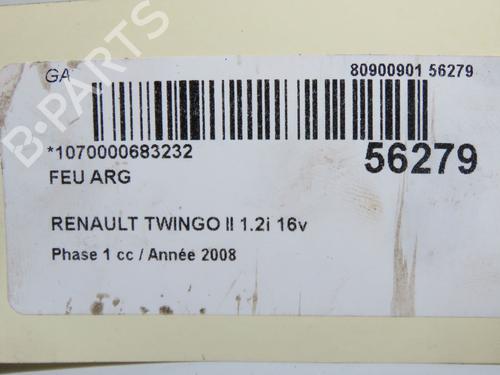 GA
80900901 56279
*1070000683232
56279
FEU ARG
RENAULT TWINGO II 1.2i 16v
Phase 1 cc / Année 2008
B-PARTS